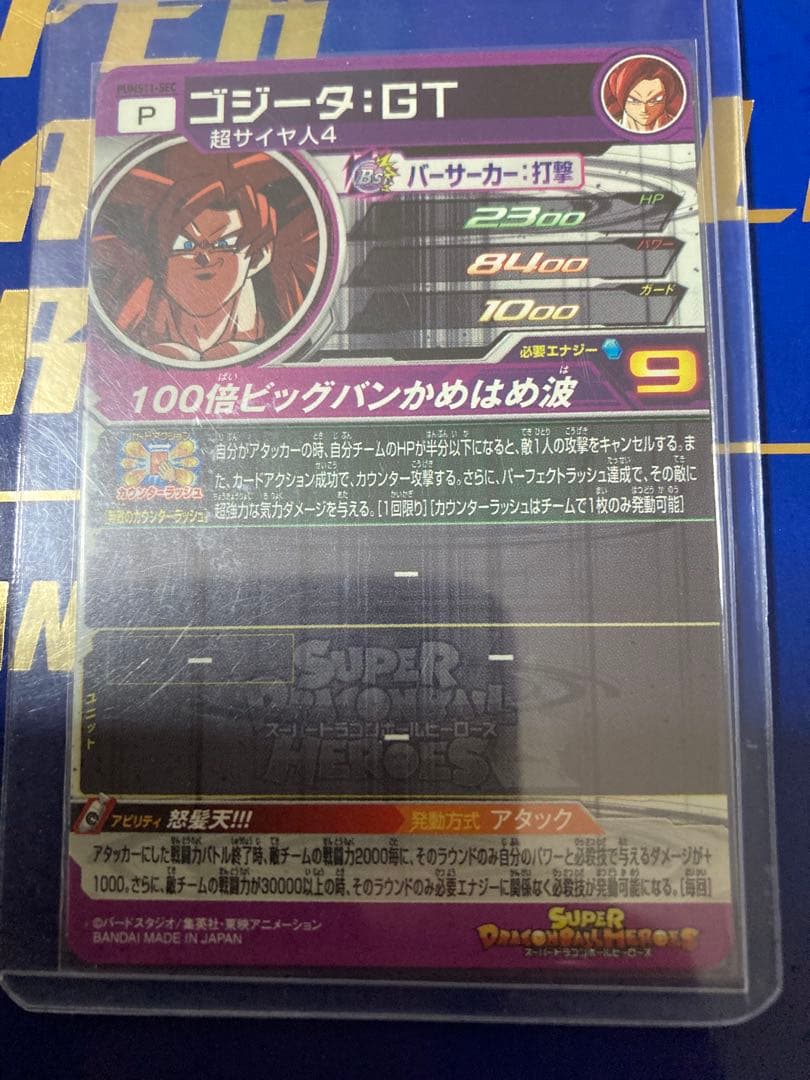 PUMS11-SEC
P
ゴジータ:GT
超サイヤ人4
Bs バーサーカー:打撃
HP
2300
パワー
8400
ガード
1000
必要エナジー 9
100倍ビッグバンかめはめ波
カードアクション
カウンターラッシュ
自分がアタッカーの時、自分チームのHPが半分以下になると、敵1人の攻撃をキャンセルする。ま
た、カードアクション成功で、カウンター攻撃する。さらに、パーフェクトラッシュ達成で、その敵に
超強力な気力ダメージを与える。[1回限り][カウンターラッシュはチームで1枚のみ発動可能]
ー
ー ー
ユニット
ー
SUPER
DRAGONBALL
スーパードラゴンボールヒーローズ
HEROES
アビリティ 怒髪天!!! 発動方式 アタック
アタッカーにした戦闘力バトル終了時、敵チームの戦闘力2000毎に、そのラウンドのみ自分のパワーと必殺技で与えるダメージが+
1000。さらに、敵チームの戦闘力が30000以上の時、そのラウンドのみ必要エナジーに関係なく必殺技が発動可能になる。[毎回]
©バードスタジオ/集英社・東映アニメーション
BANDAI MADE IN JAPAN
SUPER
DRAGONBALL HEROES
スーパードラゴンボールヒーローズ